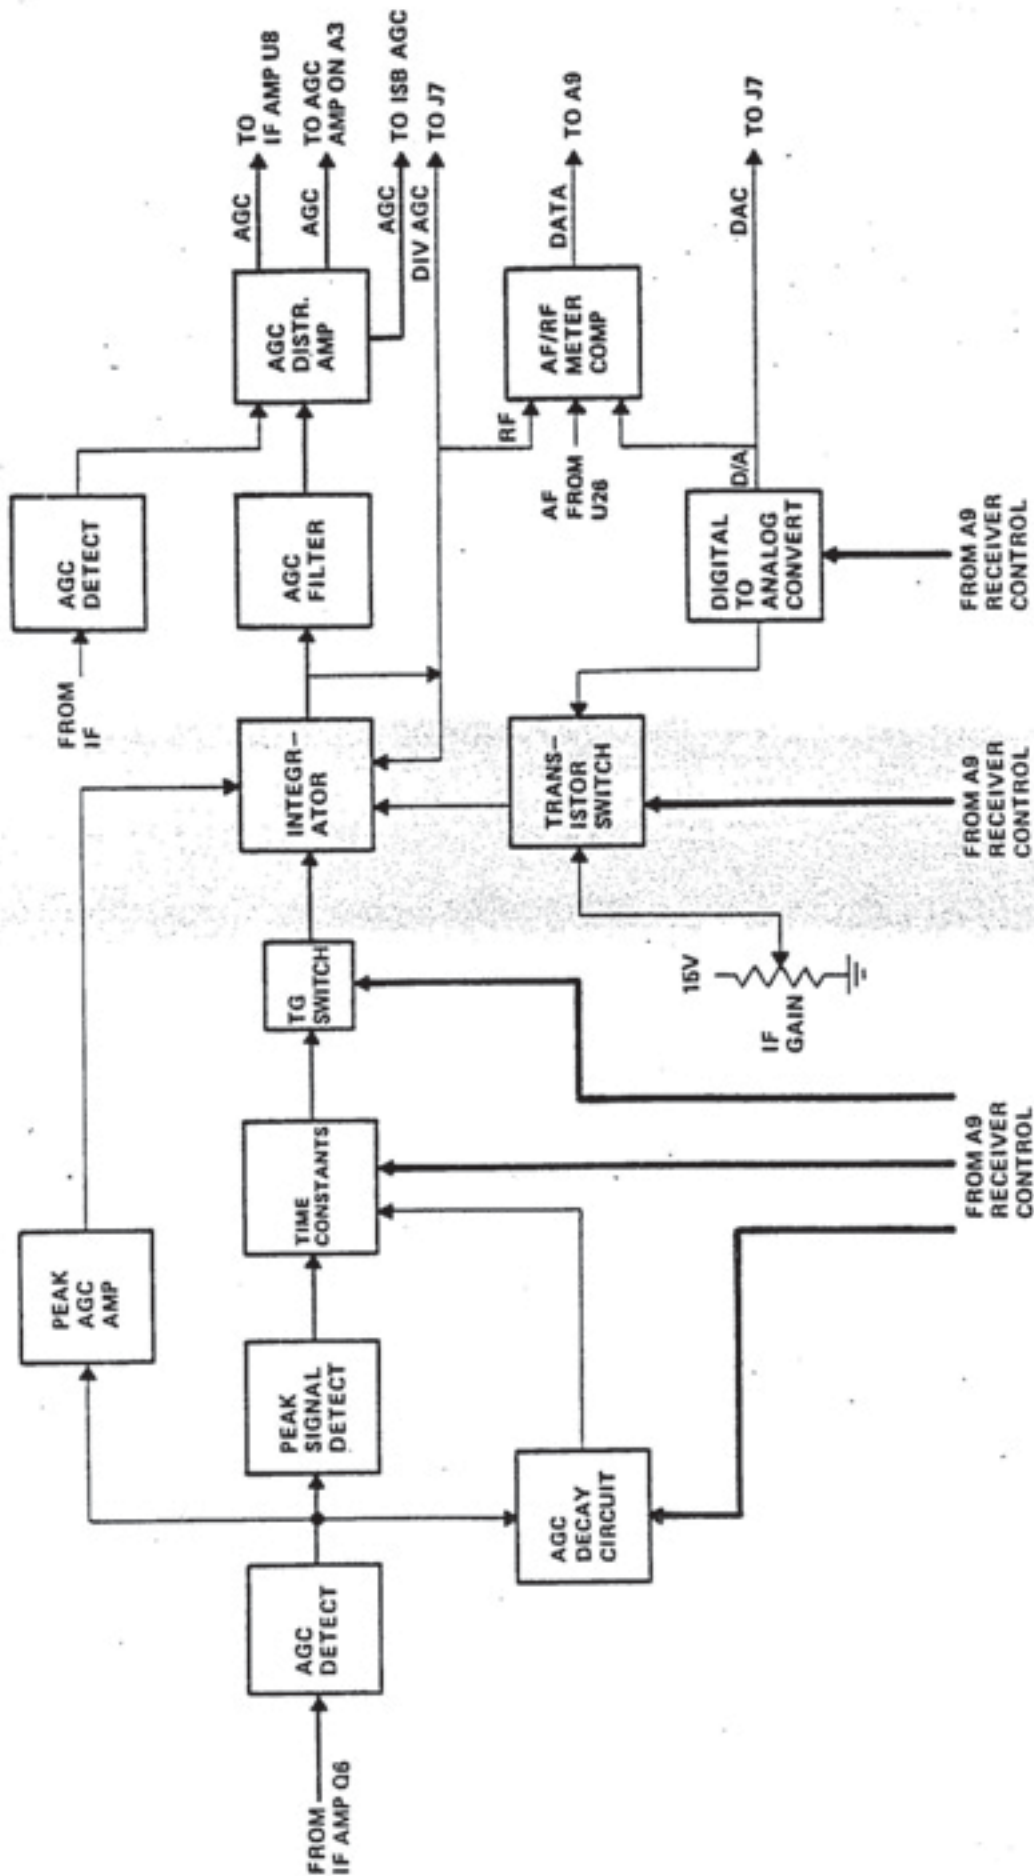 FROM
IF AMP Q6
AGC
DETECT
PEAK
AGC
AMP
PEAK
SIGNAL
DETECT
AGC
DECAY
CIRCUIT
TIME
CONSTANTS
TG
SWITCH
FROM A9
RECEIVER
CONTROL
15V
IF
GAIN
INTEGR-
ATOR
TRANS-
ISTOR
SWITCH
FROM A9
RECEIVER
CONTROL
FROM
IF
AGC
DETECT
AGC
FILTER
DIGITAL
TO
ANALOG
CONVERT
FROM A9
RECEIVER
CONTROL
D/A
AF
FROM
U26
RF
AGC
DISTR.
AMP
AF/RF
METER
COMP
AGC
TO
IF AMP U8
AGC
TO AGC
AMP ON A3
AGC
TO ISB AGC
DIV AGC
TO J7
DATA
TO A9
DAC
TO J7